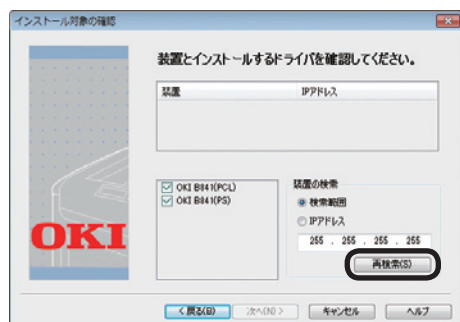 インストール対象の確認
装置とインストールするドライバを確認してください。
装置 IPアドレス
OKI B841(PCL)
OKI B841(PS)
装置の検索
検索範囲
IPアドレス
255 . 255 . 255 . 255
再検索(S)
OKI
< 戻る(B) 次へ(N) > キャンセル ヘルプ